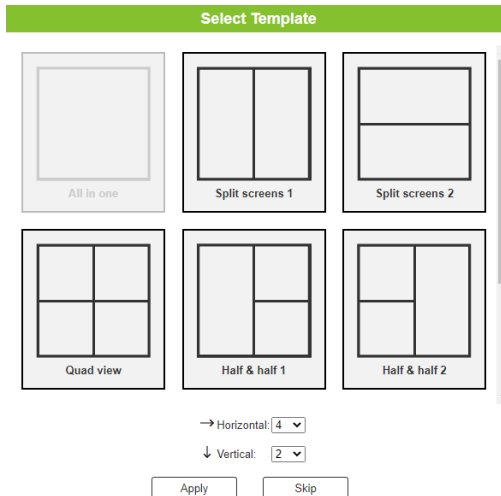 Select Template
All in one
Split screens 1
Split screens 2
Quad view
Half & half 1
Half & half 2
→ Horizontal: 4
↓ Vertical: 2
Apply
Skip